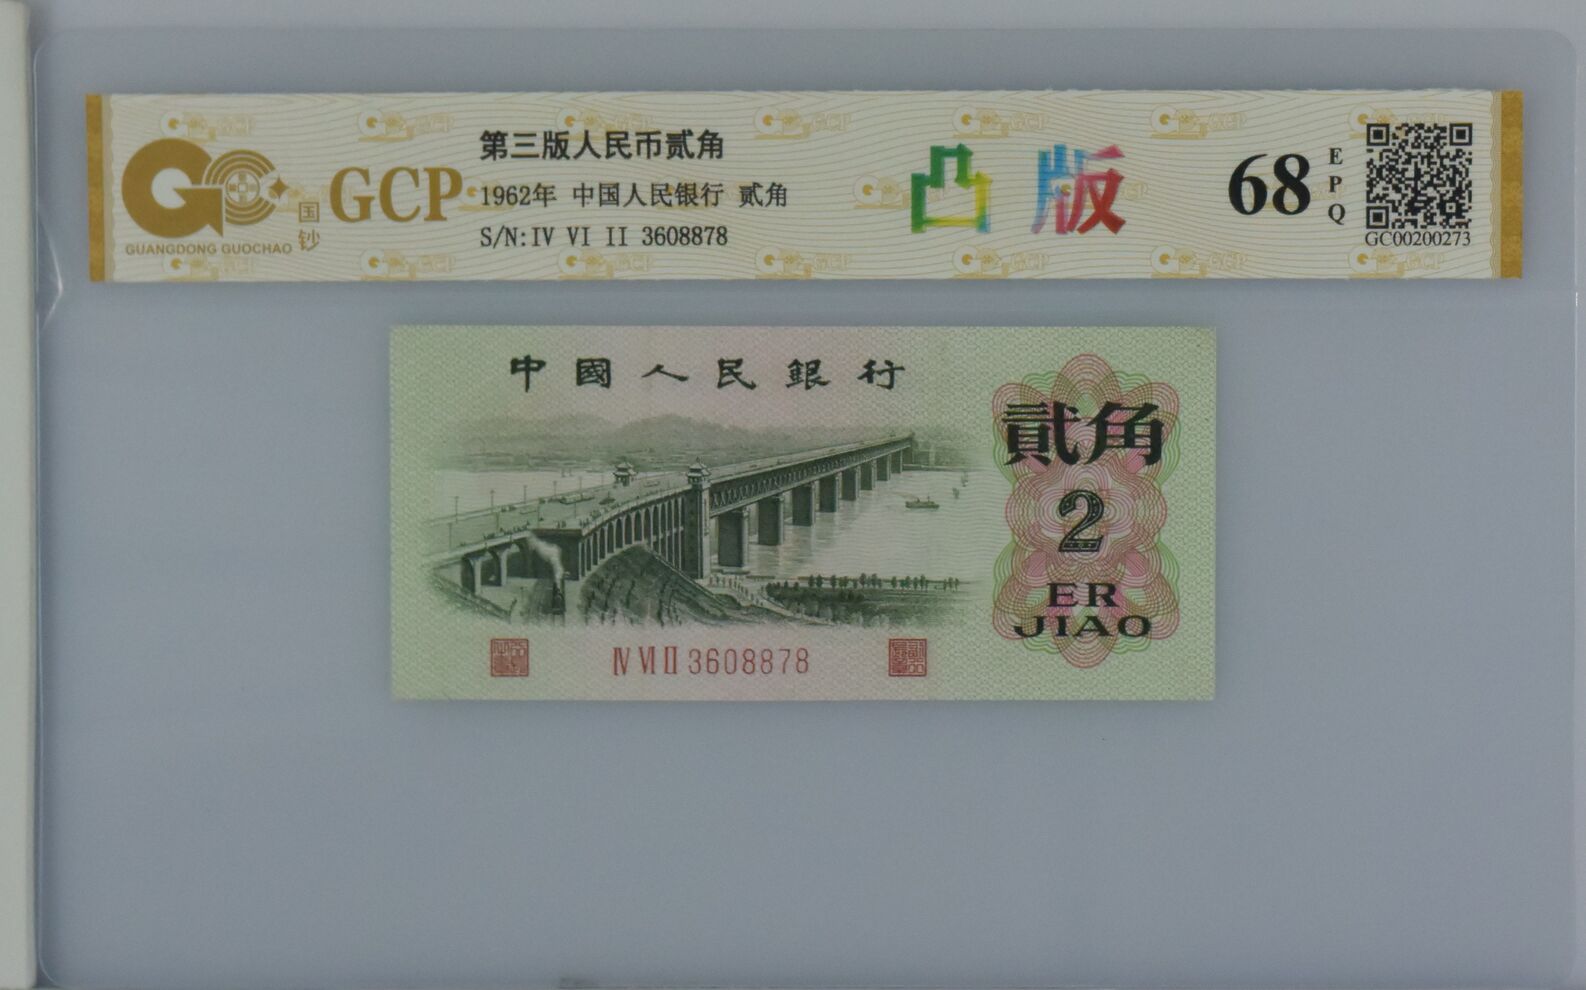 GUANGDONG GUOCHAO
国钞
GCP
第三版人民币贰角
1962年 中国人民银行 贰角
S/N:IV VI II 3608878
凸版
68
EPQ
GC00200273
中國人民銀行
貳角
2
ER
JIAO
IV VI II 3608878